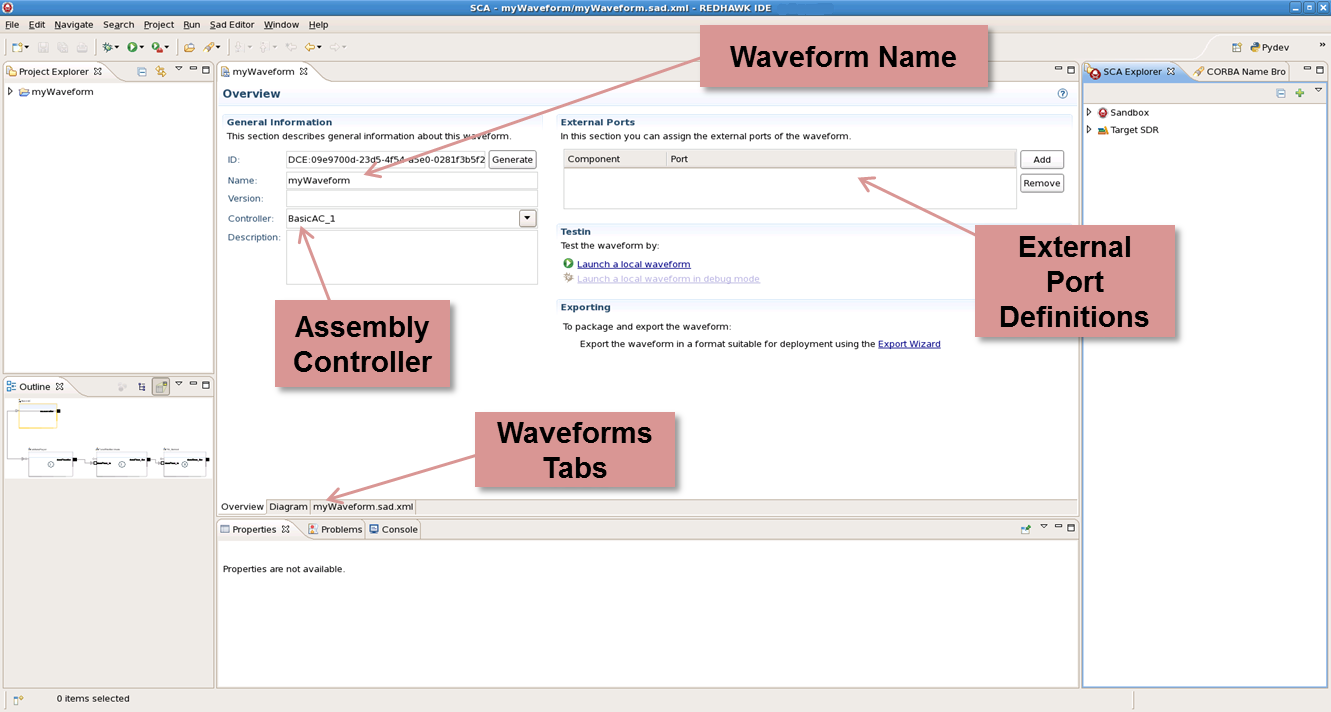 SCA - myWaveform/myWaveform.sad.xml - REDHAWK IDE
File Edit Navigate Search Project Run Sad Editor Window Help
Pydev
Project Explorer
myWaveform
myWaveform
Overview
General Information
This section describes general information about this waveform.
ID: DCE:09e9700d-23d5-4f54-a5e0-0281f3b5f2 Generate
Name: myWaveform
Version:
Controller: BasicAC_1
Description:
External Ports
In this section you can assign the external ports of the waveform.
Component Port
Add
Remove
Testin
Test the waveform by:
Launch a local waveform
Launch a local waveform in debug mode
Exporting
To package and export the waveform:
Export the waveform in a format suitable for deployment using the Export Wizard
Waveform Name
External
Port
Definitions
Assembly
Controller
Waveforms
Tabs
Overview Diagram myWaveform.sad.xml
SCA Explorer CORBA Name Bro
Sandbox
Target SDR
Outline
Properties Problems Console
Properties are not available.
0 items selected